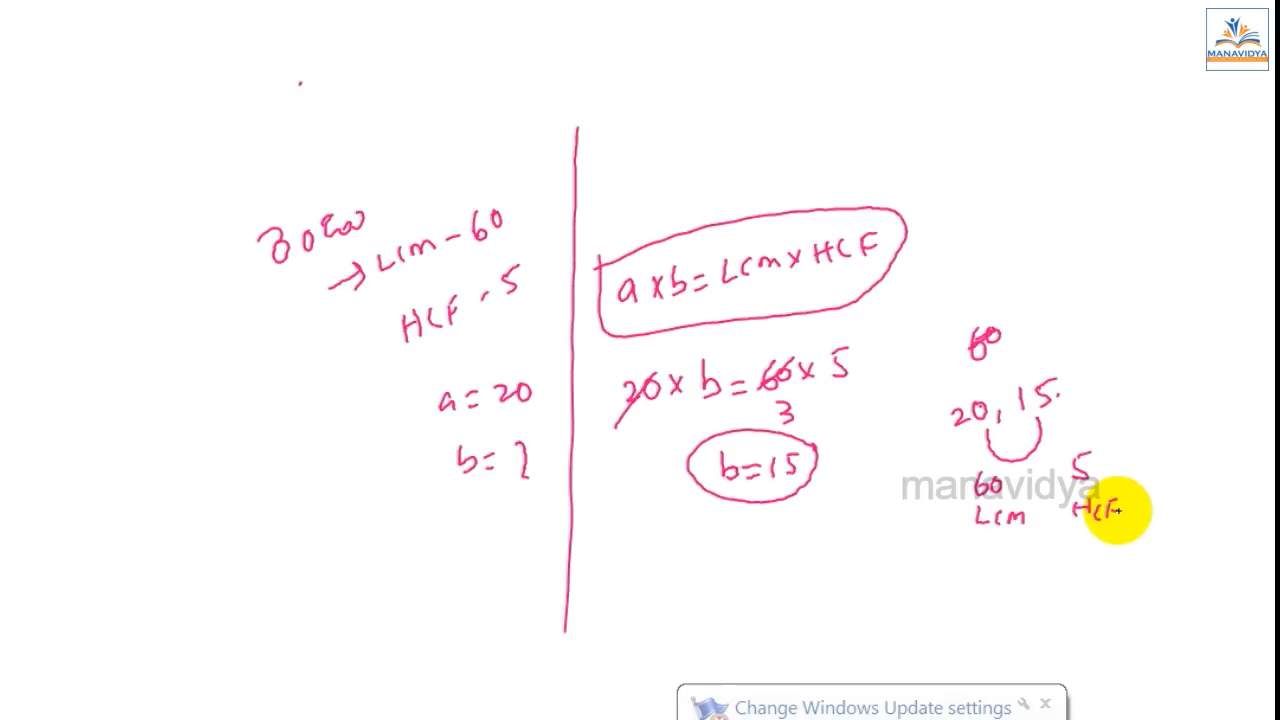 MANAVIDYA
→ LCM - 60
HCF - 5
a = 20
b = ?
a x b = LCM x HCF
20 x b = 60 x 5
3
b = 15
60
20, 15.
60 5
LCM HCF
manavidya
Change Windows Update settings